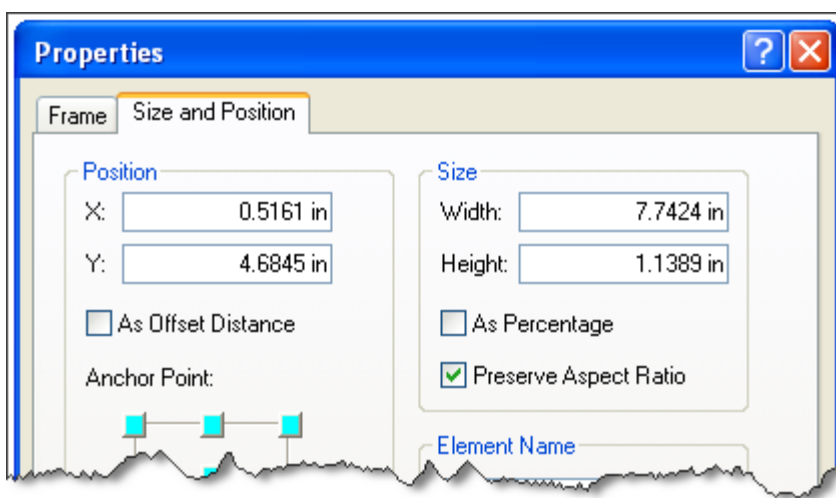 Properties
Frame
Size and Position
Position
X: 0.5161 in
Y: 4.6845 in
As Offset Distance
Anchor Point:
Size
Width: 7.7424 in
Height: 1.1389 in
As Percentage
Preserve Aspect Ratio
Element Name